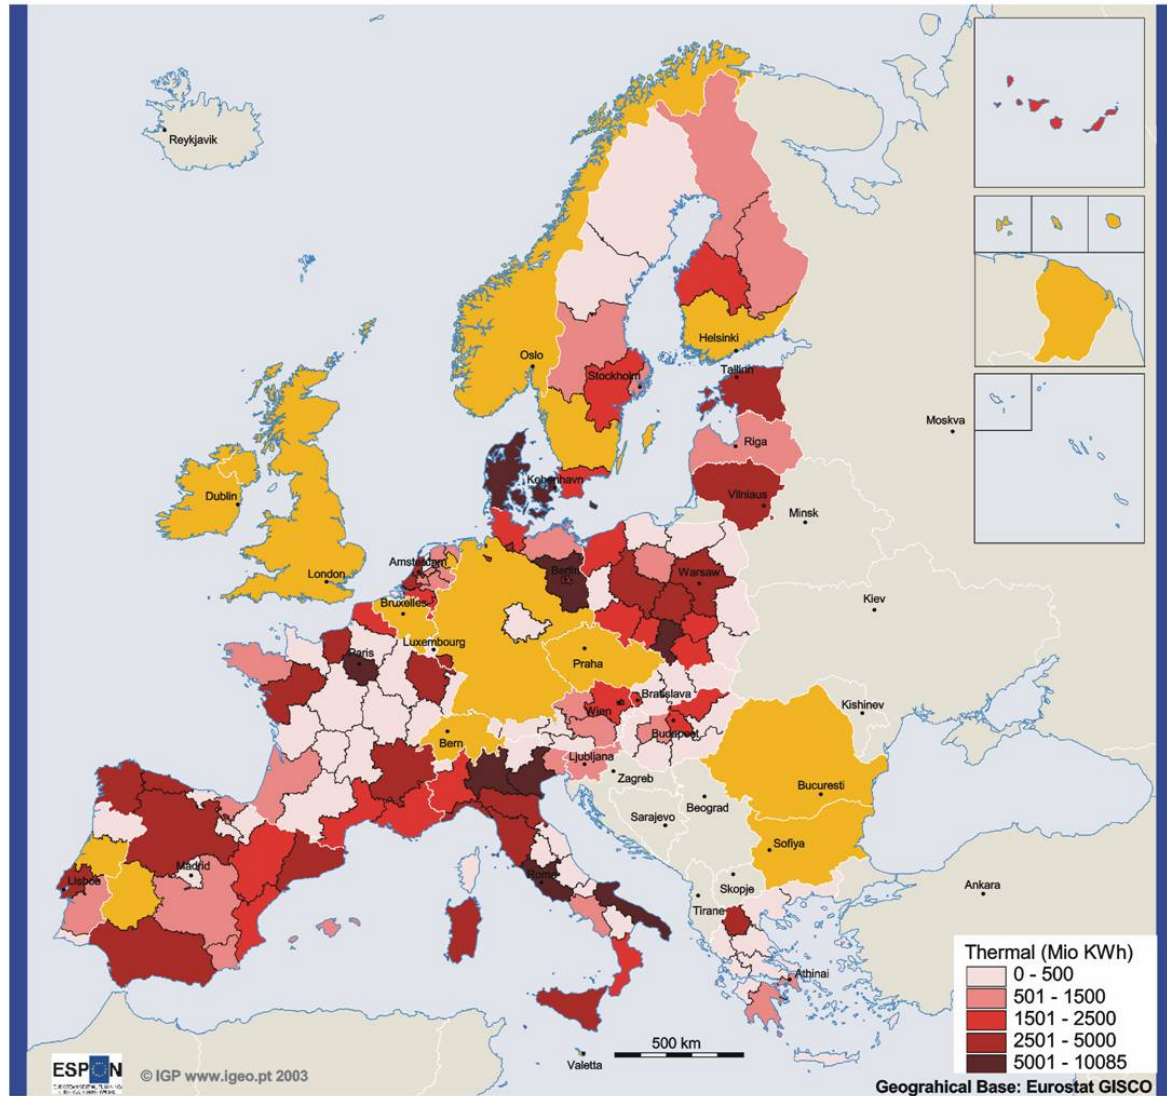 Reykjavik
Oslo
Helsinki
Stockholm
Tallinn
Moskva
Riga
Kobenhavn
Dublin
Vilniaus
Minsk
Amsterdam
Berlin
Warsaw
London
Bruxelles
Kiev
Luxembourg
Paris
Praha
Bratislava
Wien
Kishinev
Bern
Budapest
Ljubljana
Zagreb
Bucuresti
Beograd
Sarajevo
Sofiya
Madrid
Lisboa
Roma
Skopje
Ankara
Tirane
Athinai
Thermal (Mio KWh)
0 - 500
501 - 1500
1501 - 2500
2501 - 5000
5001 - 10085
500 km
Valetta
ESPON
© IGP www.igeo.pt 2003
Geograhical Base: Eurostat GISCO